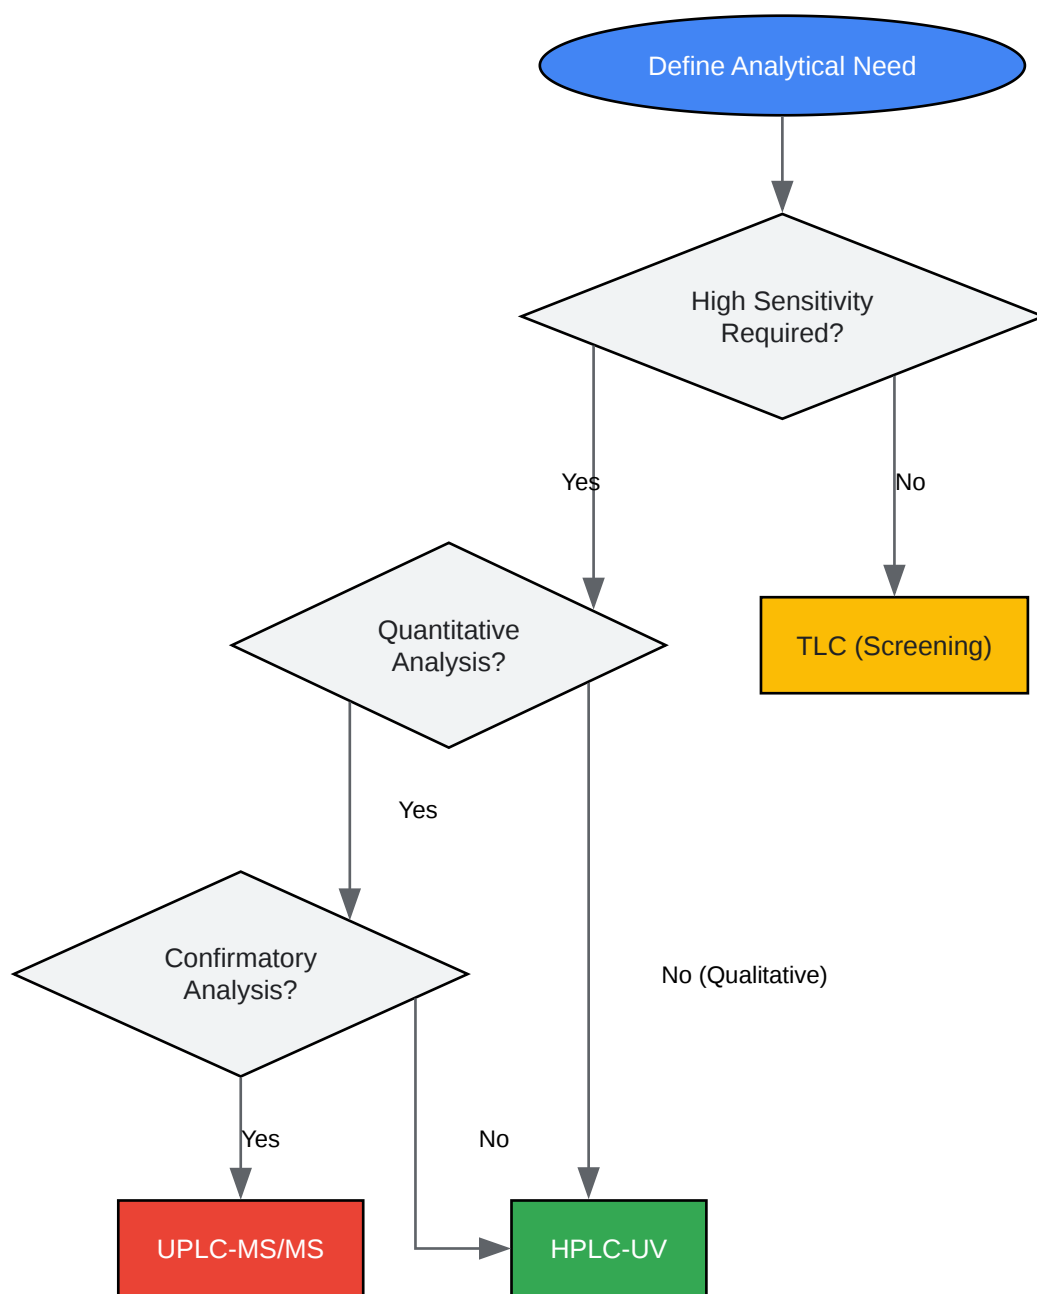 Define Analytical Need
High Sensitivity
Required?
Yes
No
Quantitative
Analysis?
TLC (Screening)
Yes
Confirmatory
Analysis?
No (Qualitative)
Yes
No
UPLC-MS/MS
HPLC-UV